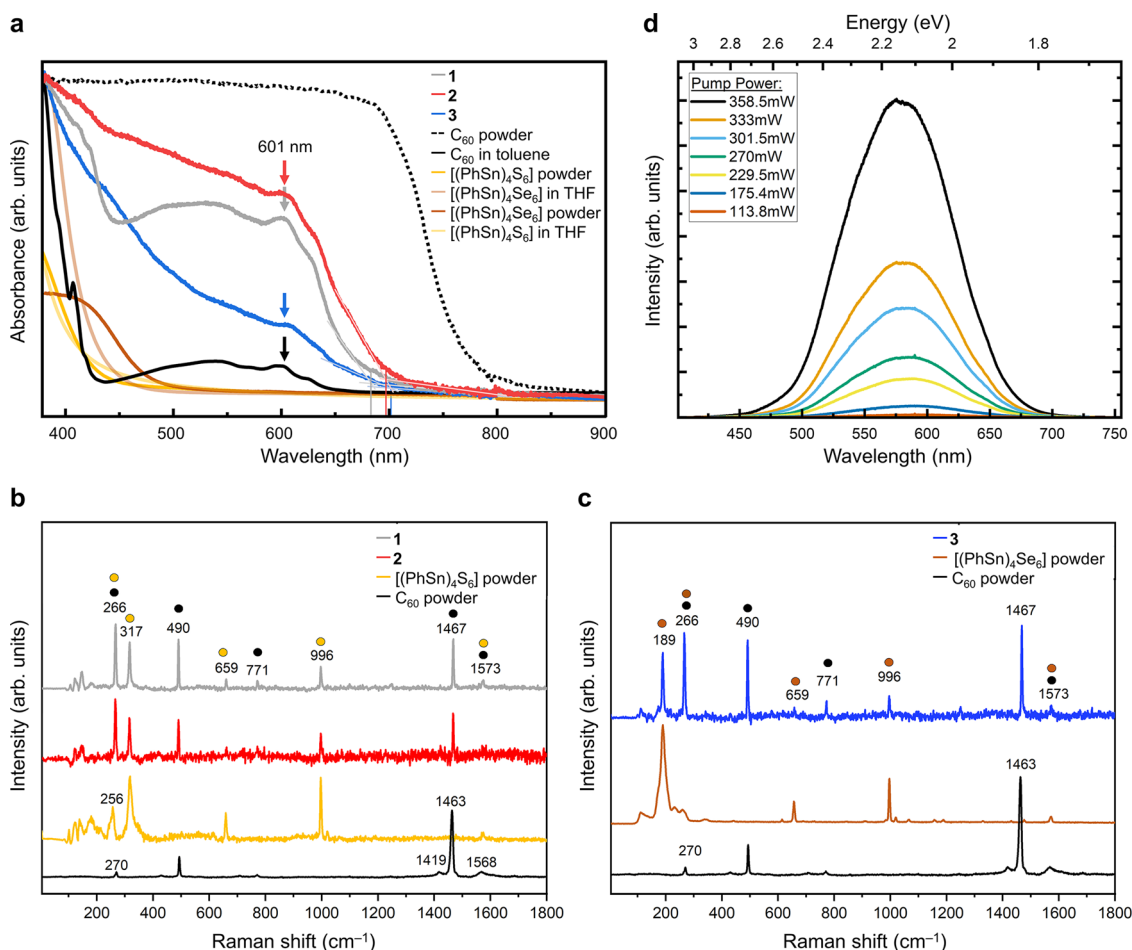 a
Absorbance (arb. units)
601 nm
1
2
3
C60 powder
C60 in toluene
[(PhSn)4S6] powder
[(PhSn)4Se6] in THF
[(PhSn)4Se6] powder
[(PhSn)4S6] in THF
400 500 600 700 800 900
Wavelength (nm)
d
Energy (eV)
3 2.8 2.6 2.4 2.2 2 1.8
Intensity (arb. units)
Pump Power:
358.5mW
333mW
301.5mW
270mW
229.5mW
175.4mW
113.8mW
450 500 550 600 650 700 750
Wavelength (nm)
b
Intensity (arb. units)
1
2
[(PhSn)4S6] powder
C60 powder
266
317
490
659
771
996
1467
1573
256
270
1419
1463
1568
200 400 600 800 1000 1200 1400 1600 1800
Raman shift (cm−1)
c
Intensity (arb. units)
3
[(PhSn)4Se6] powder
C60 powder
189
266
490
659
771
996
1467
1573
270
1463
200 400 600 800 1000 1200 1400 1600 1800
Raman shift (cm−1)